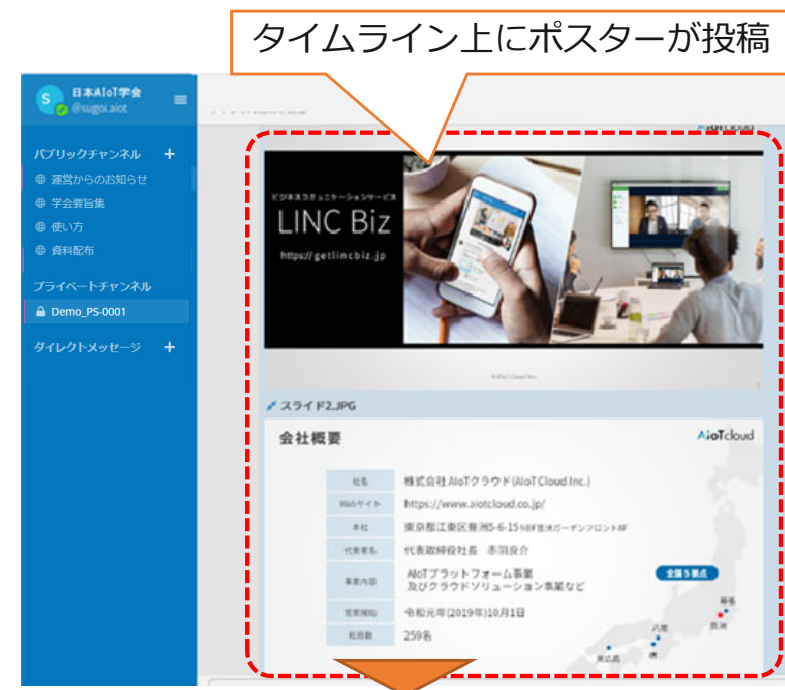 タイムライン上にポスターが投稿
S
日本AIoT学会
@sugoi.aiot
パブリックチャンネル +
運営からのお知らせ
学会要旨集
使い方
資料配布
プライベートチャンネル
Demo_PS-0001
ダイレクトメッセージ +
AIoTcloud
ビジネスコミュニケーションサービス
LINC Biz
https://getlincbiz.jp
スライド2.JPG
会社概要
AIoTcloud
社名 株式会社AIoTクラウド(AIoT Cloud Inc.)
Webサイト https://www.aiotcloud.co.jp/
本社 東京都江東区豊洲5-6-15 NBF豊洲ガーデンフロント8F
代表者名 代表取締役社長 赤羽良介
事業内容 AIoTプラットフォーム事業
及びクラウドソリューション事業など
全国5拠点
営業開始 令和元年(2019年)10月1日
幕張
豊洲
社員数 259名
八尾
堺
東広島